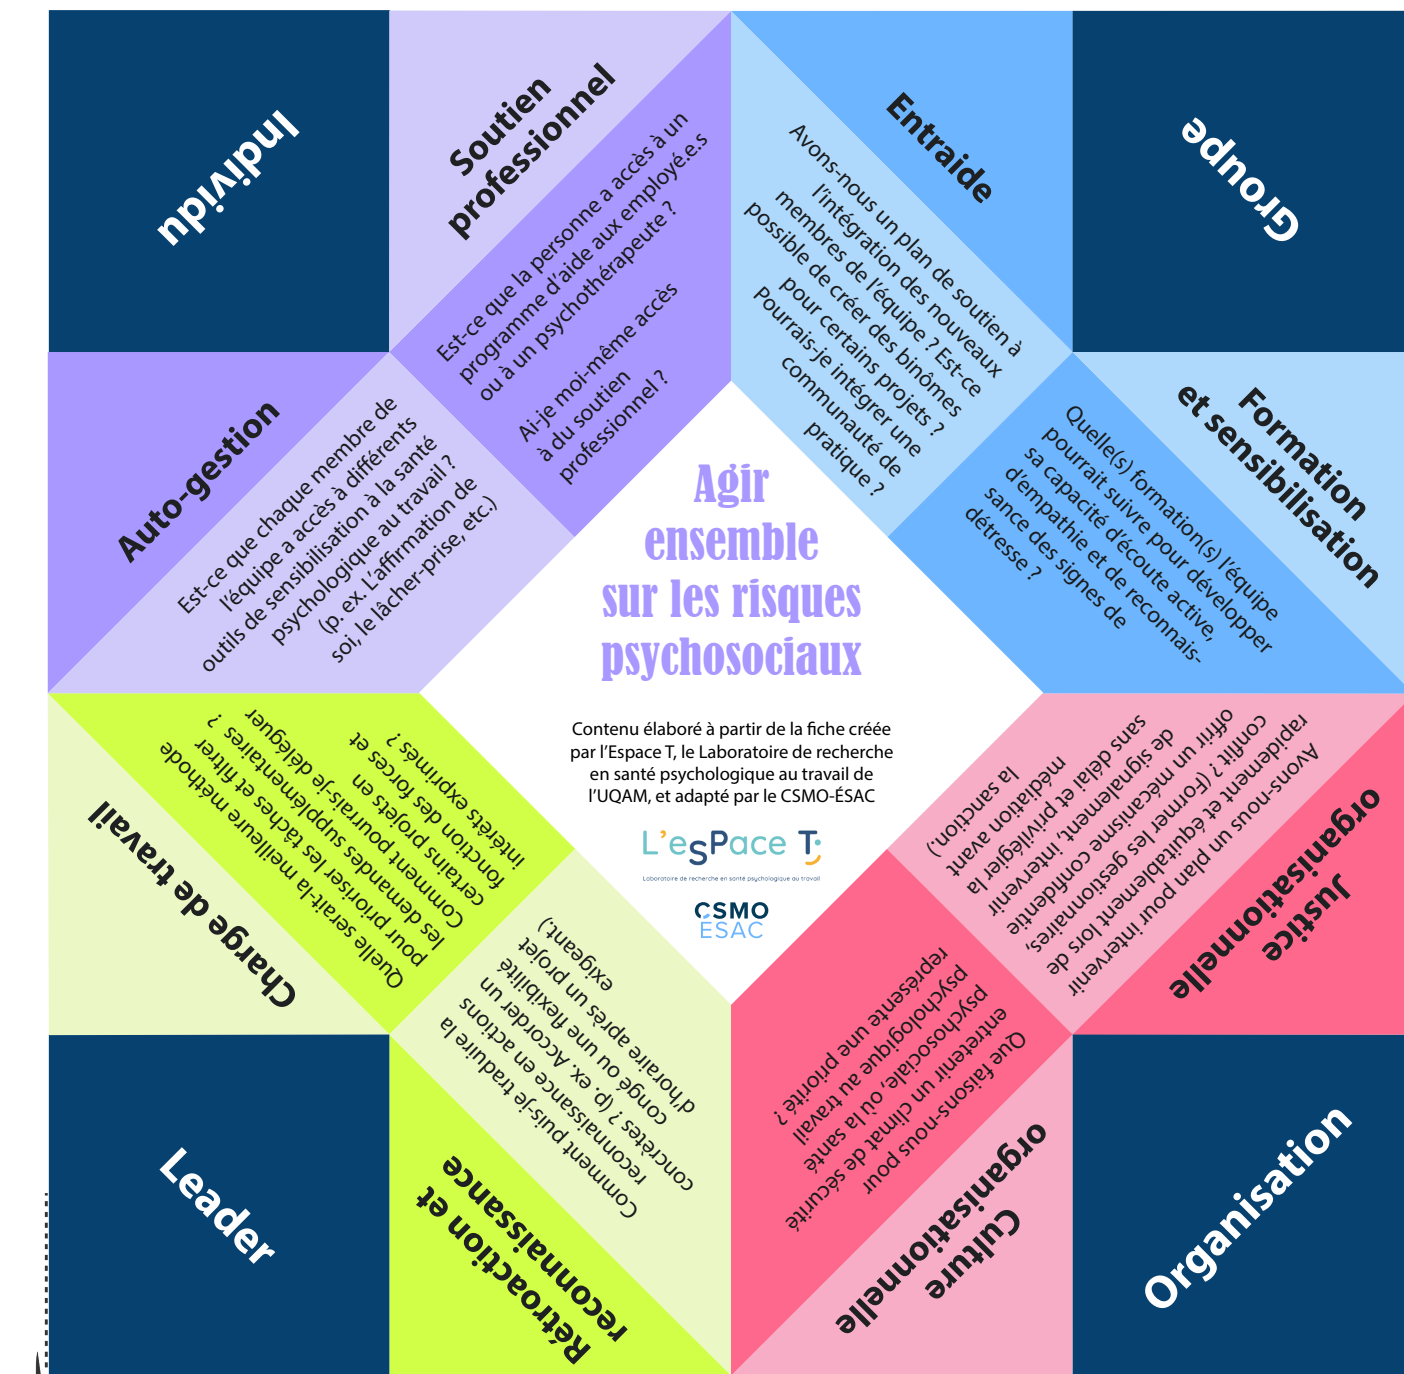 Individu
Soutien
professionnel
Est-ce que la personne a accès à un
programme d'aide aux employé.e.s
ou à un psychothérapeute ?
Ai-je moi-même accès
à du soutien
professionnel ?
Entraide
Avons-nous un plan de soutien à
l'intégration des nouveaux
membres de l'équipe ? Est-ce
possible de créer des binômes
pour certains projets ?
Pourrais-je intégrer une
communauté de
pratique ?
Groupe
Auto-gestion
Est-ce que chaque membre de
l'équipe a accès à différents
outils de sensibilisation à la santé
psychologique au travail ?
(p. ex. L'affirmation de
soi, le lâcher-prise, etc.)
Formation
et sensibilisation
Quelle(s) formation(s) l'équipe
pourrait suivre pour développer
sa capacité d'écoute active,
d'empathie et de reconnais-
sance des signes de
détresse ?
Agir
ensemble
sur les risques
psychosociaux
Contenu élaboré à partir de la fiche créée
par l'Espace T, le Laboratoire de recherche
en santé psychologique au travail de
l'UQAM, et adapté par le CSMO-ÉSAC
L'esPace T
Laboratoire de recherche en santé psychologique au travail
CSMO
ÉSAC
Charge de travail
Quelle serait-la meilleure méthode
pour prioriser les tâches et filtrer
les demandes supplémentaires ?
Comment pourrais-je déléguer
certains projets en
fonction des forces et
intérêts exprimés ?
Justice
organisationnelle
Avons-nous un plan pour intervenir
rapidement et équitablement lors de
conflit ? (Former les gestionnaires,
offrir un mécanisme confidentie
de signalement, intervenir
sans délai et privilégier la
médiation avant
la sanction,)
Leader
Rétroaction et
reconnaissance
Comment puis-je traduire la
reconnaissance en actions
concrètes ? (p. ex. Accorder un
congé ou une flexibilité
d'horaire après un projet
exigeant,)
Culture
organisationnelle
Que faisons-nous pour
entretenir un climat de sécurité
psychosociale, où la santé
psychologique au travail
représente une priorité ?
Organisation